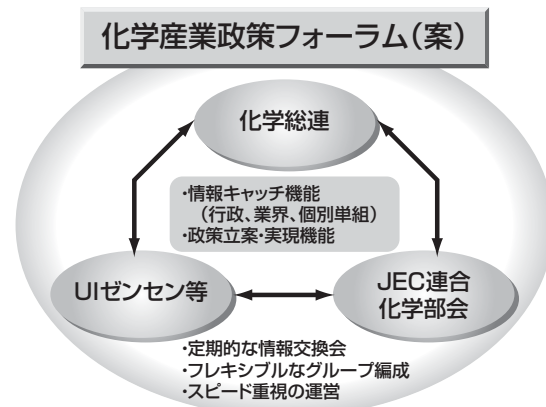 化学産業政策フォーラム（案）
化学総連
・情報キャッチ機能
（行政、業界、個別単組）
・政策立案・実現機能
UIゼンセン等
JEC連合
化学部会
・定期的な情報交換会
・フレキシブルなグループ編成
・スピード重視の運営